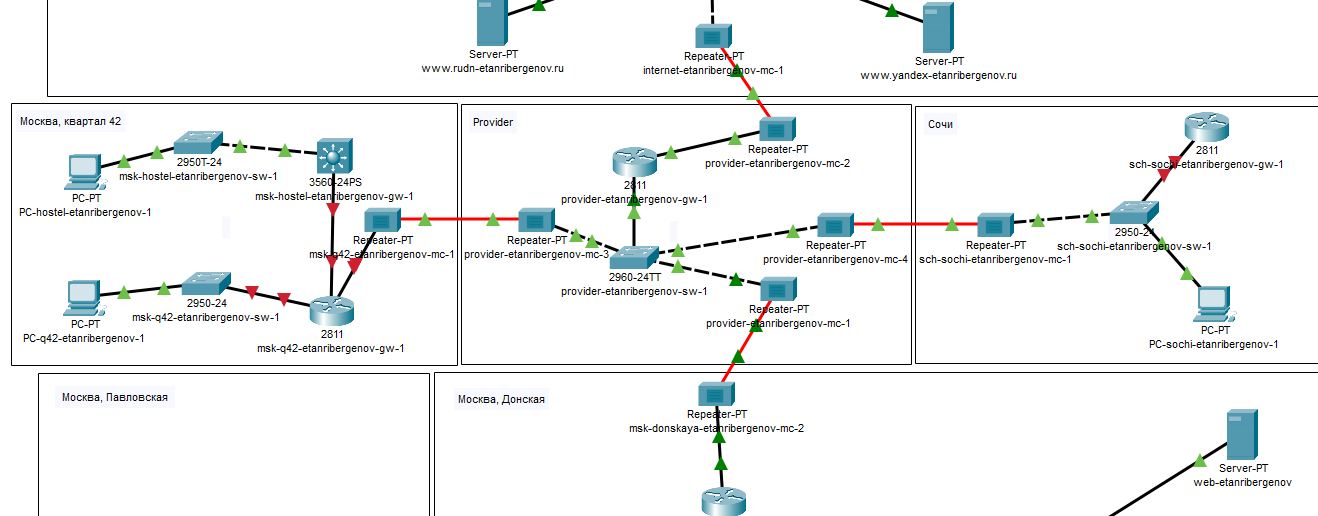 Server-PT
www.rudn-etanribergenov.ru
Repeater-PT
internet-etanribergenov-mc-1
Server-PT
www.yandex-etanribergenov.ru
Москва, квартал 42
2950T-24
msk-hostel-etanribergenov-sw-1
3560-24PS
msk-hostel-etanribergenov-gw-1
PC-PT
PC-hostel-etanribergenov-1
Repeater-PT
msk-q42-etanribergenov-mc-1
PC-PT
PC-q42-etanribergenov-1
2950-24
msk-q42-etanribergenov-sw-1
2811
msk-q42-etanribergenov-gw-1
Provider
Repeater-PT
provider-etanribergenov-mc-2
2811
provider-etanribergenov-gw-1
Repeater-PT
provider-etanribergenov-mc-3
2960-24TT
provider-etanribergenov-sw-1
Repeater-PT
provider-etanribergenov-mc-4
Repeater-PT
provider-etanribergenov-mc-1
Сочи
2811
sch-sochi-etanribergenov-gw-1
Repeater-PT
sch-sochi-etanribergenov-mc-1
2950-24
sch-sochi-etanribergenov-sw-1
PC-PT
PC-sochi-etanribergenov-1
Москва, Павловская
Москва, Донская
Repeater-PT
msk-donskaya-etanribergenov-mc-2
Server-PT
web-etanribergenov